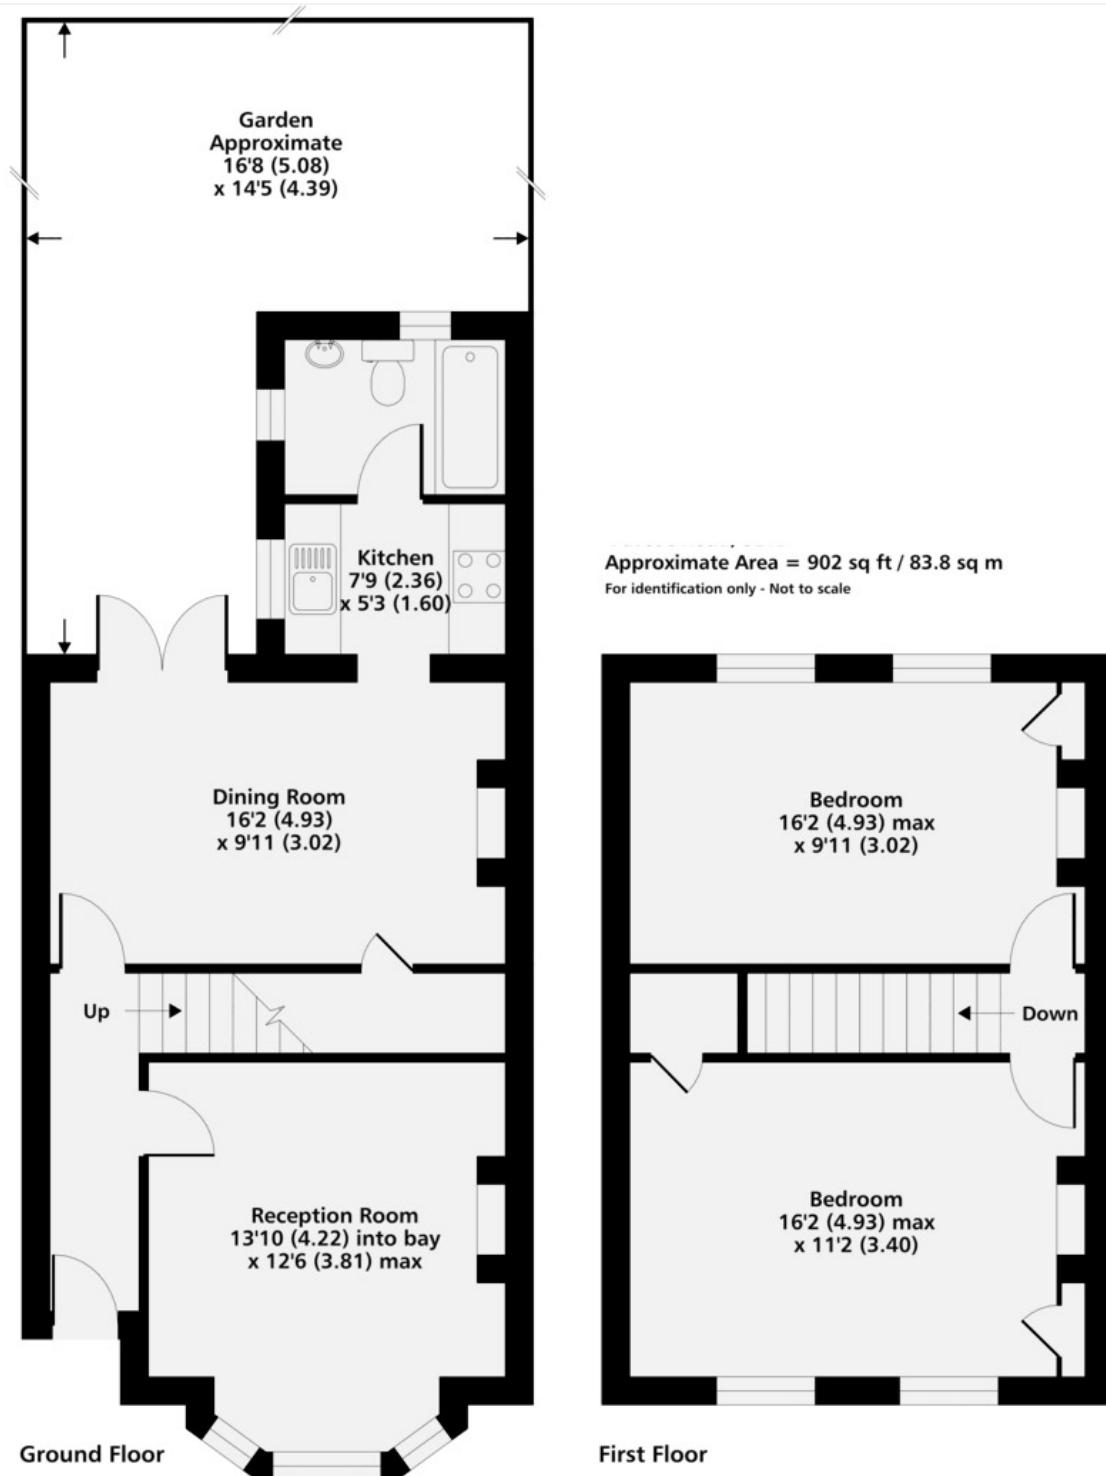 Garden
Approximate
16'8 (5.08)
x 14'5 (4.39)
Kitchen
7'9 (2.36)
x 5'3 (1.60)
Approximate Area = 902 sq ft / 83.8 sq m
For identification only - Not to scale
Dining Room
16'2 (4.93)
x 9'11 (3.02)
Bedroom
16'2 (4.93) max
x 9'11 (3.02)
Up
Down
Reception Room
13'10 (4.22) into bay
x 12'6 (3.81) max
Bedroom
16'2 (4.93) max
x 11'2 (3.40)
Ground Floor
First Floor